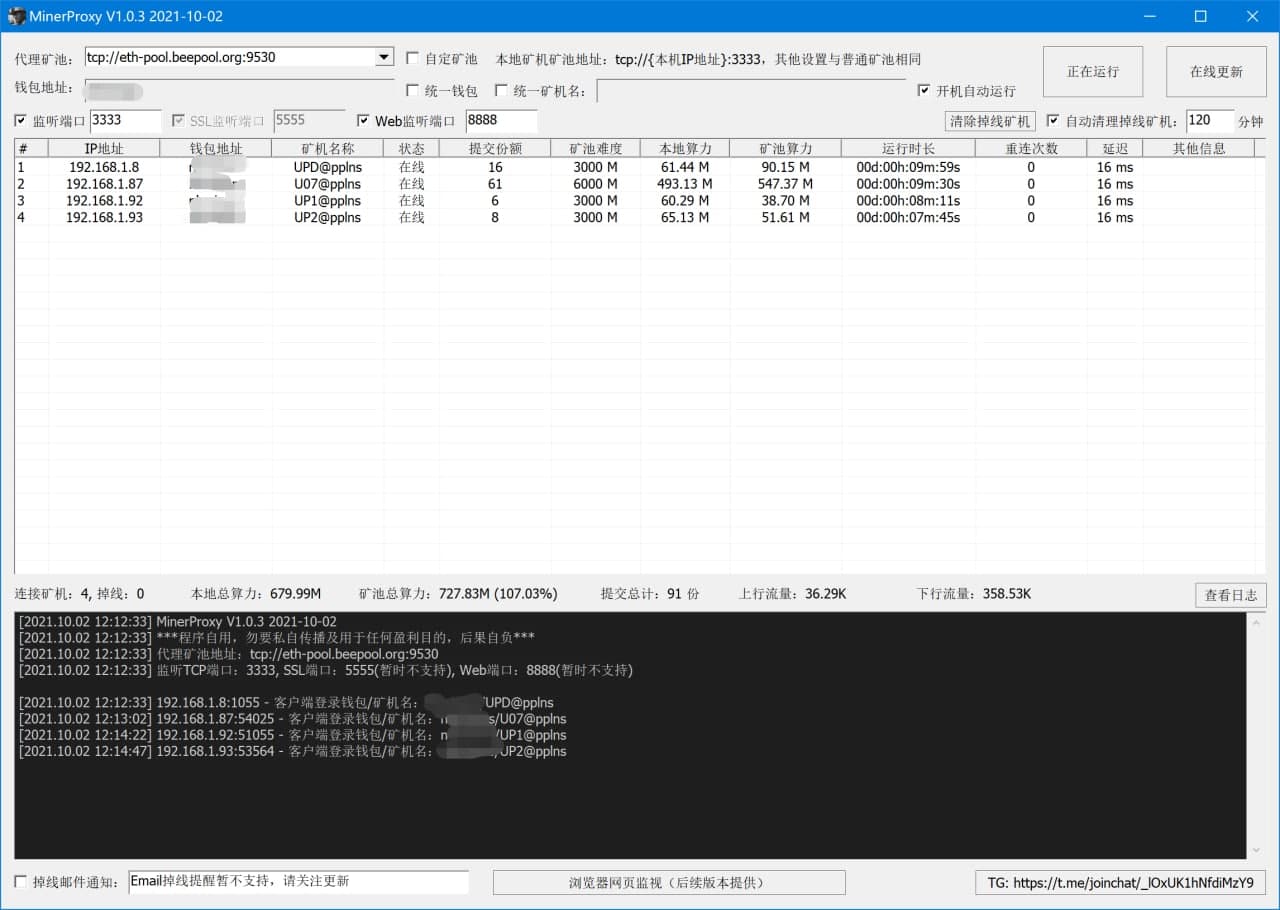 MinerProxy V1.0.3 2021-10-02
代理矿池: tcp://eth-pool.beepool.org:9530 自定矿池 本地矿机矿池地址: tcp://{本机IP地址}:3333, 其他设置与普通矿池相同 正在运行 在线更新
钱包地址: 统一钱包 统一矿机名: 开机自动运行
监听端口 3333 SSL监听端口 5555 Web监听端口 8888 清除掉线矿机 自动清理掉线矿机: 120 分钟
# IP地址 钱包地址 矿机名称 状态 提交份额 矿池难度 本地算力 矿池算力 运行时长 重连次数 延迟 其他信息
1 192.168.1.8 UPD@pplns 在线 16 3000 M 61.44 M 90.15 M 00d:00h:09m:59s 0 16 ms
2 192.168.1.87 U07@pplns 在线 61 6000 M 493.13 M 547.37 M 00d:00h:09m:30s 0 16 ms
3 192.168.1.92 UP1@pplns 在线 6 3000 M 60.29 M 38.70 M 00d:00h:08m:11s 0 16 ms
4 192.168.1.93 UP2@pplns 在线 8 3000 M 65.13 M 51.61 M 00d:00h:07m:45s 0 16 ms
连接矿机: 4, 掉线: 0 本地总算力: 679.99M 矿池总算力: 727.83M (107.03%) 提交总计: 91 份 上行流量: 36.29K 下行流量: 358.53K 查看日志
[2021.10.02 12:12:33] MinerProxy V1.0.3 2021-10-02
[2021.10.02 12:12:33] ***程序自用，勿要私自传播及用于任何盈利目的，后果自负***
[2021.10.02 12:12:33] 代理矿池地址: tcp://eth-pool.beepool.org:9530
[2021.10.02 12:12:33] 监听TCP端口: 3333, SSL端口: 5555(暂时不支持), Web端口: 8888(暂时不支持)
[2021.10.02 12:12:33] 192.168.1.8:1055 - 客户端登录钱包/矿机名: /UPD@pplns
[2021.10.02 12:13:02] 192.168.1.87:54025 - 客户端登录钱包/矿机名: n s/U07@pplns
[2021.10.02 12:14:22] 192.168.1.92:51055 - 客户端登录钱包/矿机名: n /UP1@pplns
[2021.10.02 12:14:47] 192.168.1.93:53564 - 客户端登录钱包/矿机名: /UP2@pplns
掉线邮件通知: Email掉线提醒暂不支持，请关注更新 浏览器网页监视（后续版本提供） TG: https://t.me/joinchat/_lOxUK1hNfdiMzY9